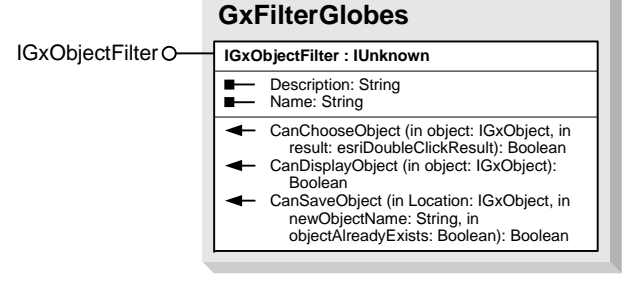 GxFilterGlobes
IGxObjectFilter
IGxObjectFilter : IUnknown
Description: String
Name: String
CanChooseObject (in object: IGxObject, in
result: esriDoubleClickResult): Boolean
CanDisplayObject (in object: IGxObject):
Boolean
CanSaveObject (in Location: IGxObject, in
newObjectName: String, in
objectAlreadyExists: Boolean): Boolean